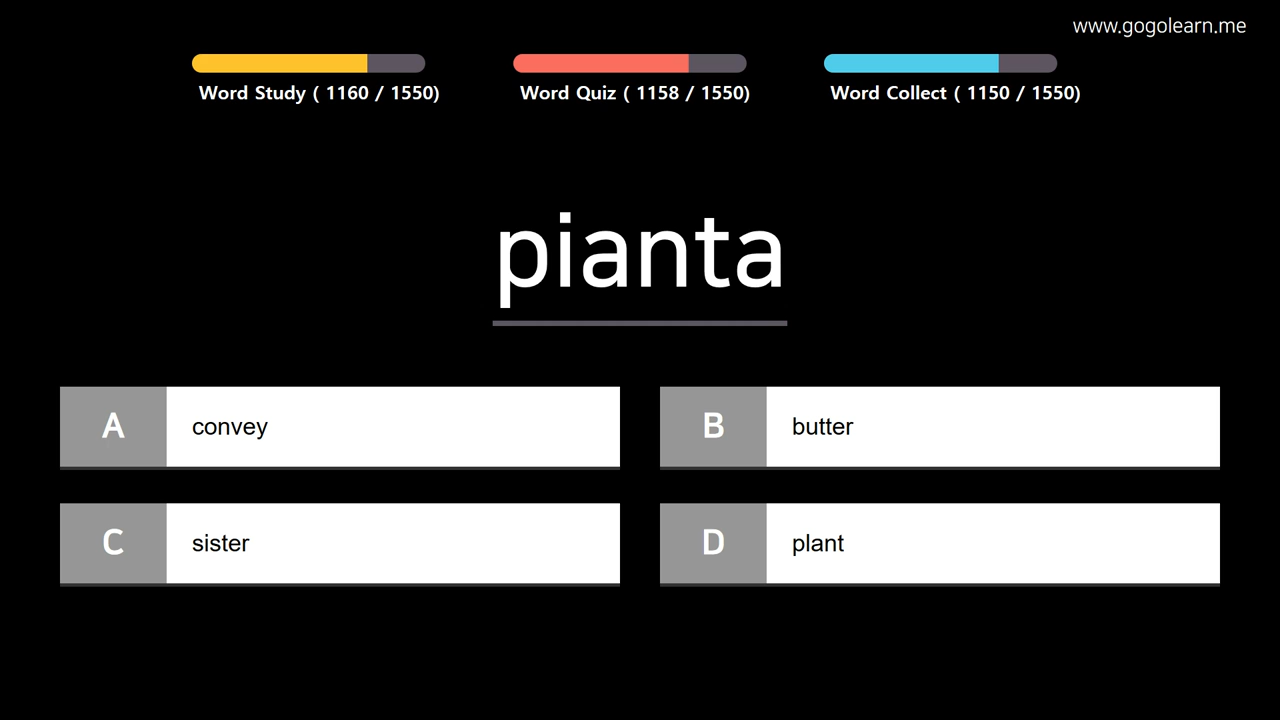 www.gogolearn.me
Word Study ( 1160 / 1550)
Word Quiz ( 1158 / 1550)
Word Collect ( 1150 / 1550)
pianta
A convey
B butter
C sister
D plant